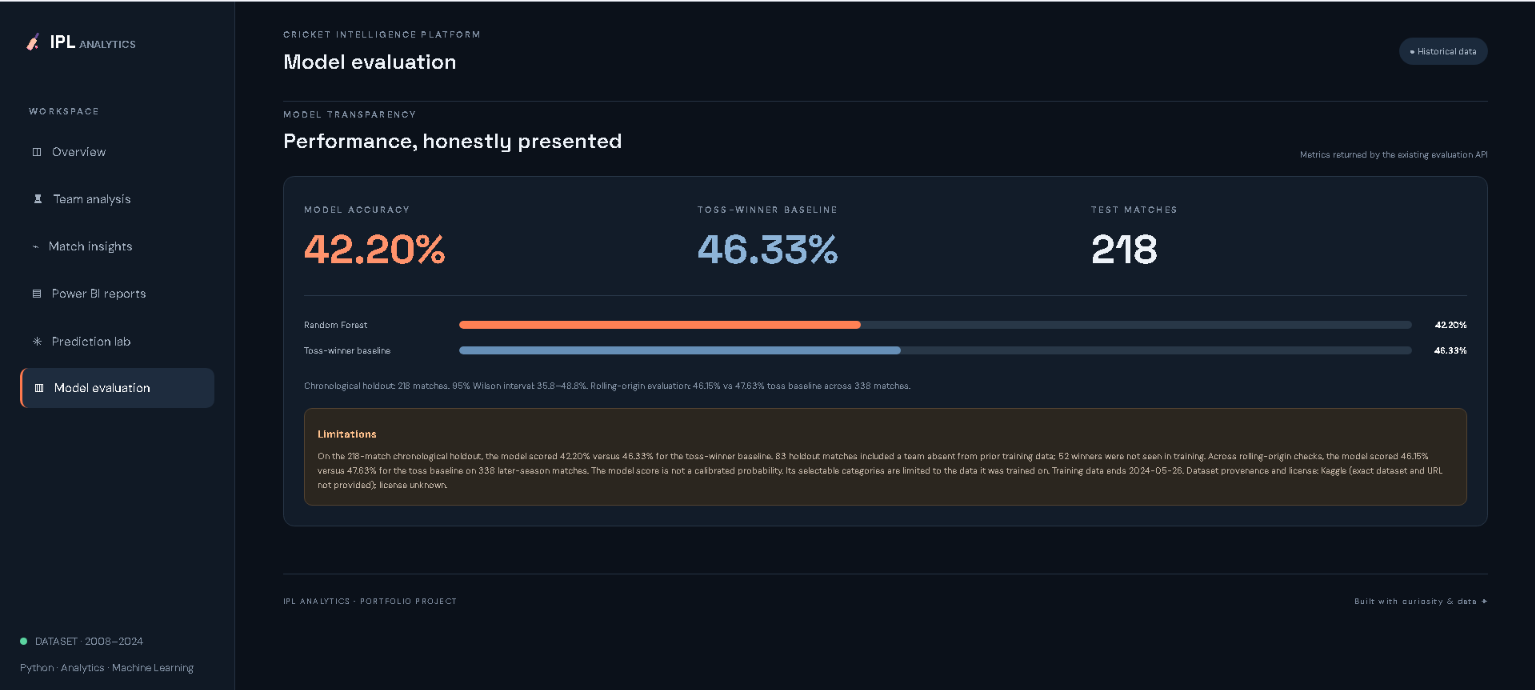 IPL ANALYTICS
WORKSPACE
Overview
Team analysis
Match insights
Power BI reports
Prediction lab
Model evaluation
DATASET · 2008–2024
Python · Analytics · Machine Learning
CRICKET INTELLIGENCE PLATFORM
Model evaluation
● Historical data
MODEL TRANSPARENCY
Performance, honestly presented
Metrics returned by the existing evaluation API
MODEL ACCURACY
42.20%
TOSS-WINNER BASELINE
46.33%
TEST MATCHES
218
Random Forest 42.20%
Toss-winner baseline 46.33%
Chronological holdout: 218 matches. 95% Wilson interval: 35.8–48.8%. Rolling-origin evaluation: 46.15% vs 47.63% toss baseline across 338 matches.
Limitations
On the 218-match chronological holdout, the model scored 42.20% versus 46.33% for the toss-winner baseline. 83 holdout matches included a team absent from prior training data; 52 winners were not seen in training. Across rolling-origin checks, the model scored 46.15%
versus 47.63% for the toss baseline on 338 later-season matches. The model score is not a calibrated probability. Its selectable categories are limited to the data it was trained on. Training data ends 2024-05-26. Dataset provenance and license: Kaggle (exact dataset and URL
not provided); license unknown.
IPL ANALYTICS · PORTFOLIO PROJECT
Built with curiosity & data ✦